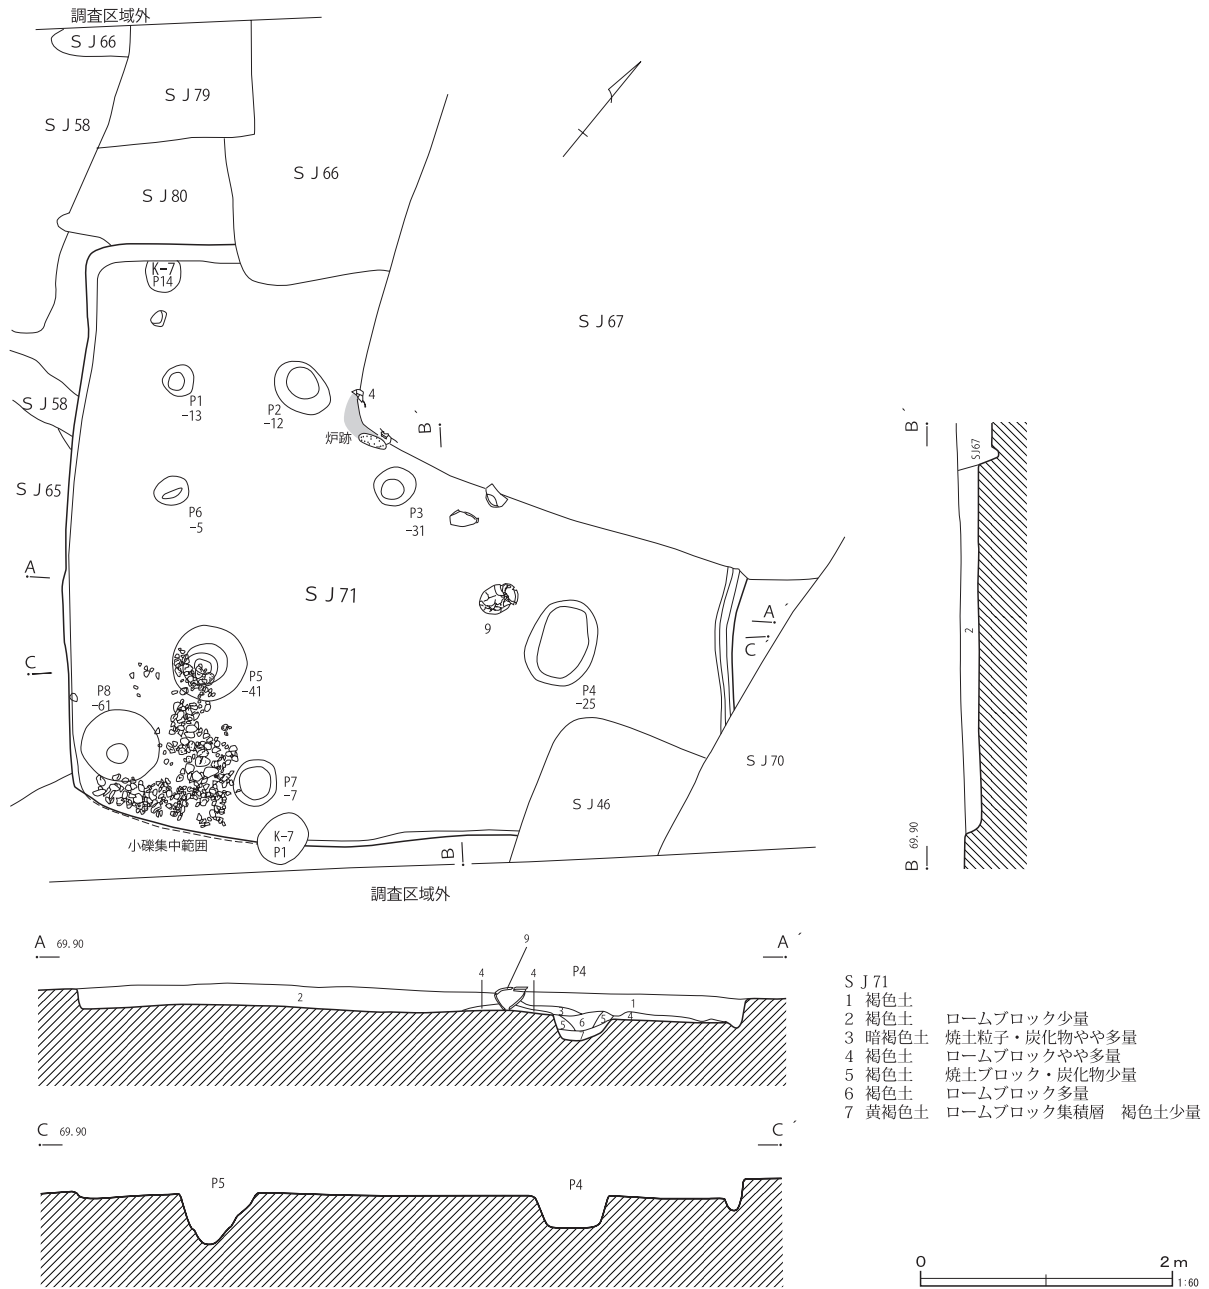 調査区域外
ＳＪ66
ＳＪ79
ＳＪ58
ＳＪ66
ＳＪ80
K-7
P14
ＳＪ67
P1
-13
P2
-12
4
炉跡
B´
ＳＪ58
ＳＪ65
P6
-5
P3
-31
A
ＳＪ71
9
A´
C´
C
P5
-41
P4
-25
P8
-61
7
P7
-7
ＳＪ70
ＳＪ46
小礫集中範囲
K-7
P1
B
調査区域外
B´
SJ67
2
B 69.90
A 69.90
9
A´
4
4
P4
2
1
3
4
5
6
5
7
C 69.90
C´
P5
P4
ＳＪ71
1 褐色土
2 褐色土　ロームブロック少量
3 暗褐色土　焼土粒子・炭化物やや多量
4 褐色土　ロームブロックやや多量
5 褐色土　焼土ブロック・炭化物少量
6 褐色土　ロームブロック多量
7 黄褐色土　ロームブロック集積層　褐色土少量
0 2m
1:60